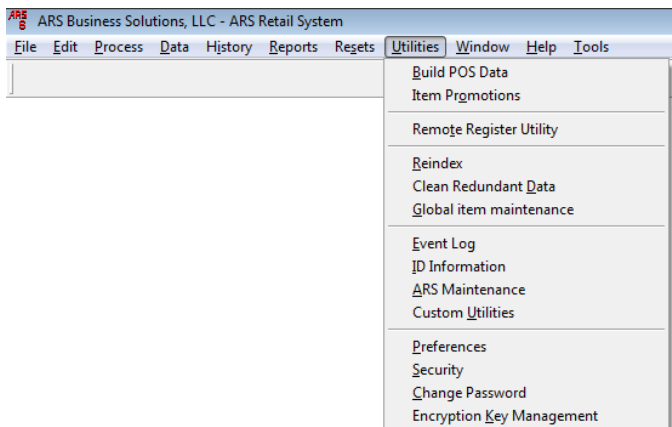 ARS 6 ARS Business Solutions, LLC - ARS Retail System
File Edit Process Data History Reports Resets Utilities Window Help Tools
Build POS Data
Item Promotions
Remote Register Utility
Reindex
Clean Redundant Data
Global item maintenance
Event Log
ID Information
ARS Maintenance
Custom Utilities
Preferences
Security
Change Password
Encryption Key Management